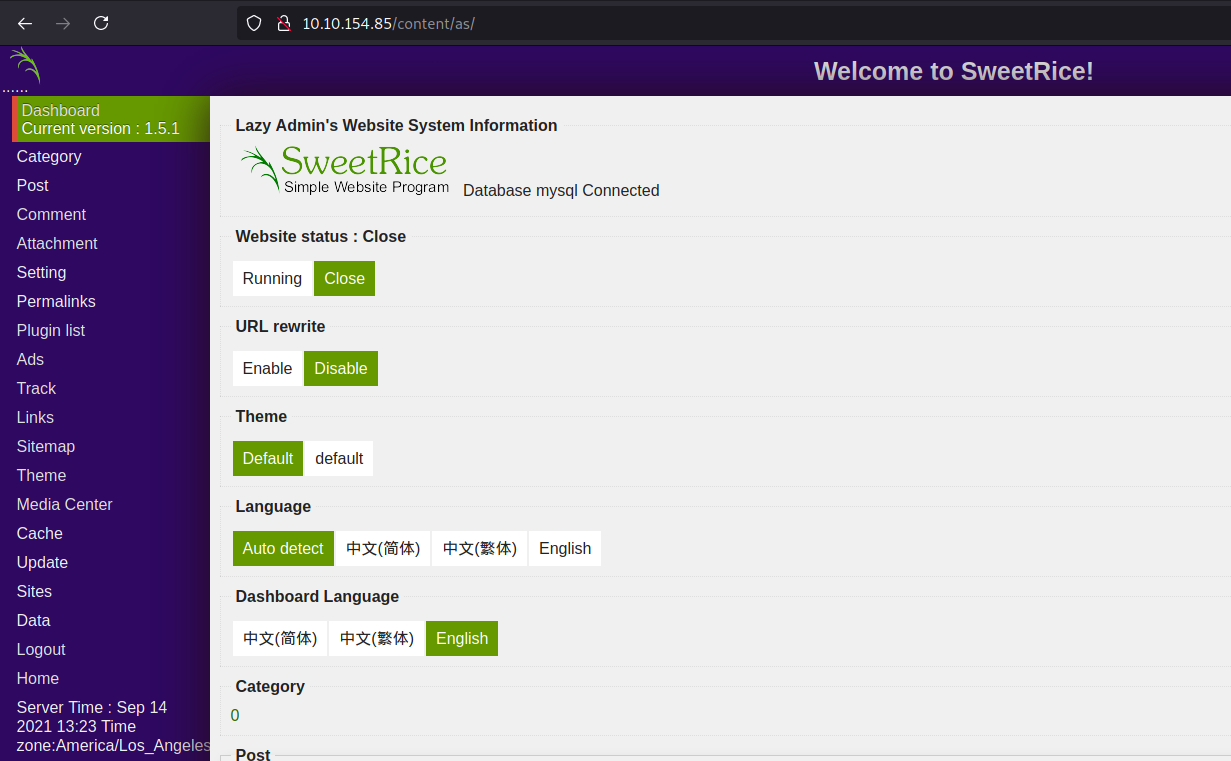 10.10.154.85/content/as/
Welcome to SweetRice!
......
Dashboard
Current version : 1.5.1
Category
Post
Comment
Attachment
Setting
Permalinks
Plugin list
Ads
Track
Links
Sitemap
Theme
Media Center
Cache
Update
Sites
Data
Logout
Home
Server Time : Sep 14
2021 13:23 Time
zone:America/Los_Angeles
Lazy Admin's Website System Information
SweetRice
Simple Website Program Database mysql Connected
Website status : Close
Running Close
URL rewrite
Enable Disable
Theme
Default default
Language
Auto detect 中文(简体) 中文(繁体) English
Dashboard Language
中文(简体) 中文(繁体) English
Category
0
Post